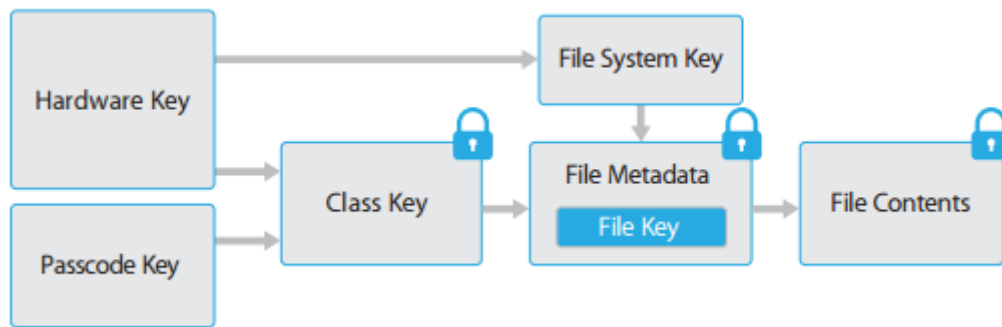 Hardware Key
File System Key
Class Key
File Metadata
File Key
File Contents
Passcode Key